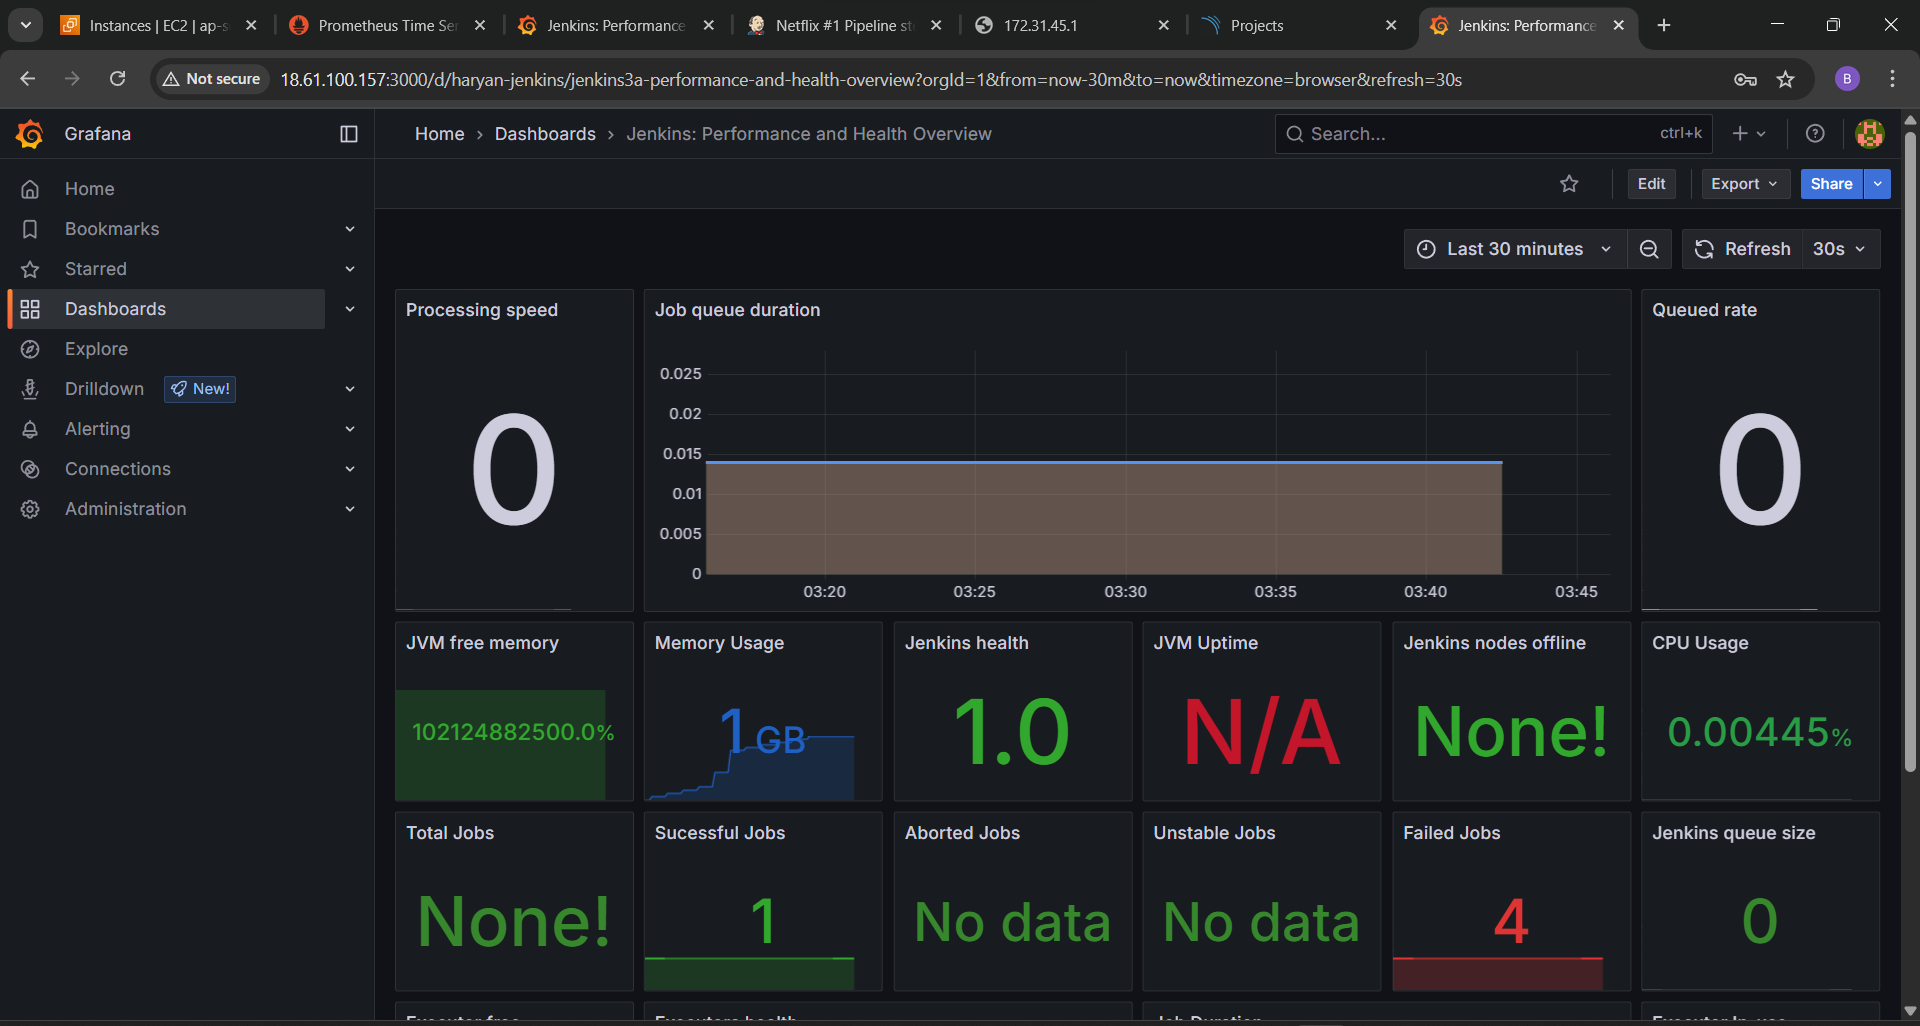 Instances | EC2 | ap-s
Prometheus Time Ser
Jenkins: Performance
Netflix #1 Pipeline st
172.31.45.1
Projects
Jenkins: Performance
Not secure
18.61.100.157:3000/d/haryan-jenkins/jenkins3a-performance-and-health-overview?orgId=1&from=now-30m&to=now&timezone=browser&refresh=30s
B
Grafana
Home › Dashboards › Jenkins: Performance and Health Overview
Search...
ctrl+k
Home
Bookmarks
Starred
Dashboards
Explore
Drilldown New!
Alerting
Connections
Administration
Edit
Export
Share
Last 30 minutes
Refresh
30s
Processing speed
0
Job queue duration
0.025
0.02
0.015
0.01
0.005
0
03:20 03:25 03:30 03:35 03:40 03:45
Queued rate
0
JVM free memory
102124882500.0%
Memory Usage
1 GB
Jenkins health
1.0
JVM Uptime
N/A
Jenkins nodes offline
None!
CPU Usage
0.00445%
Total Jobs
None!
Sucessful Jobs
1
Aborted Jobs
No data
Unstable Jobs
No data
Failed Jobs
4
Jenkins queue size
0